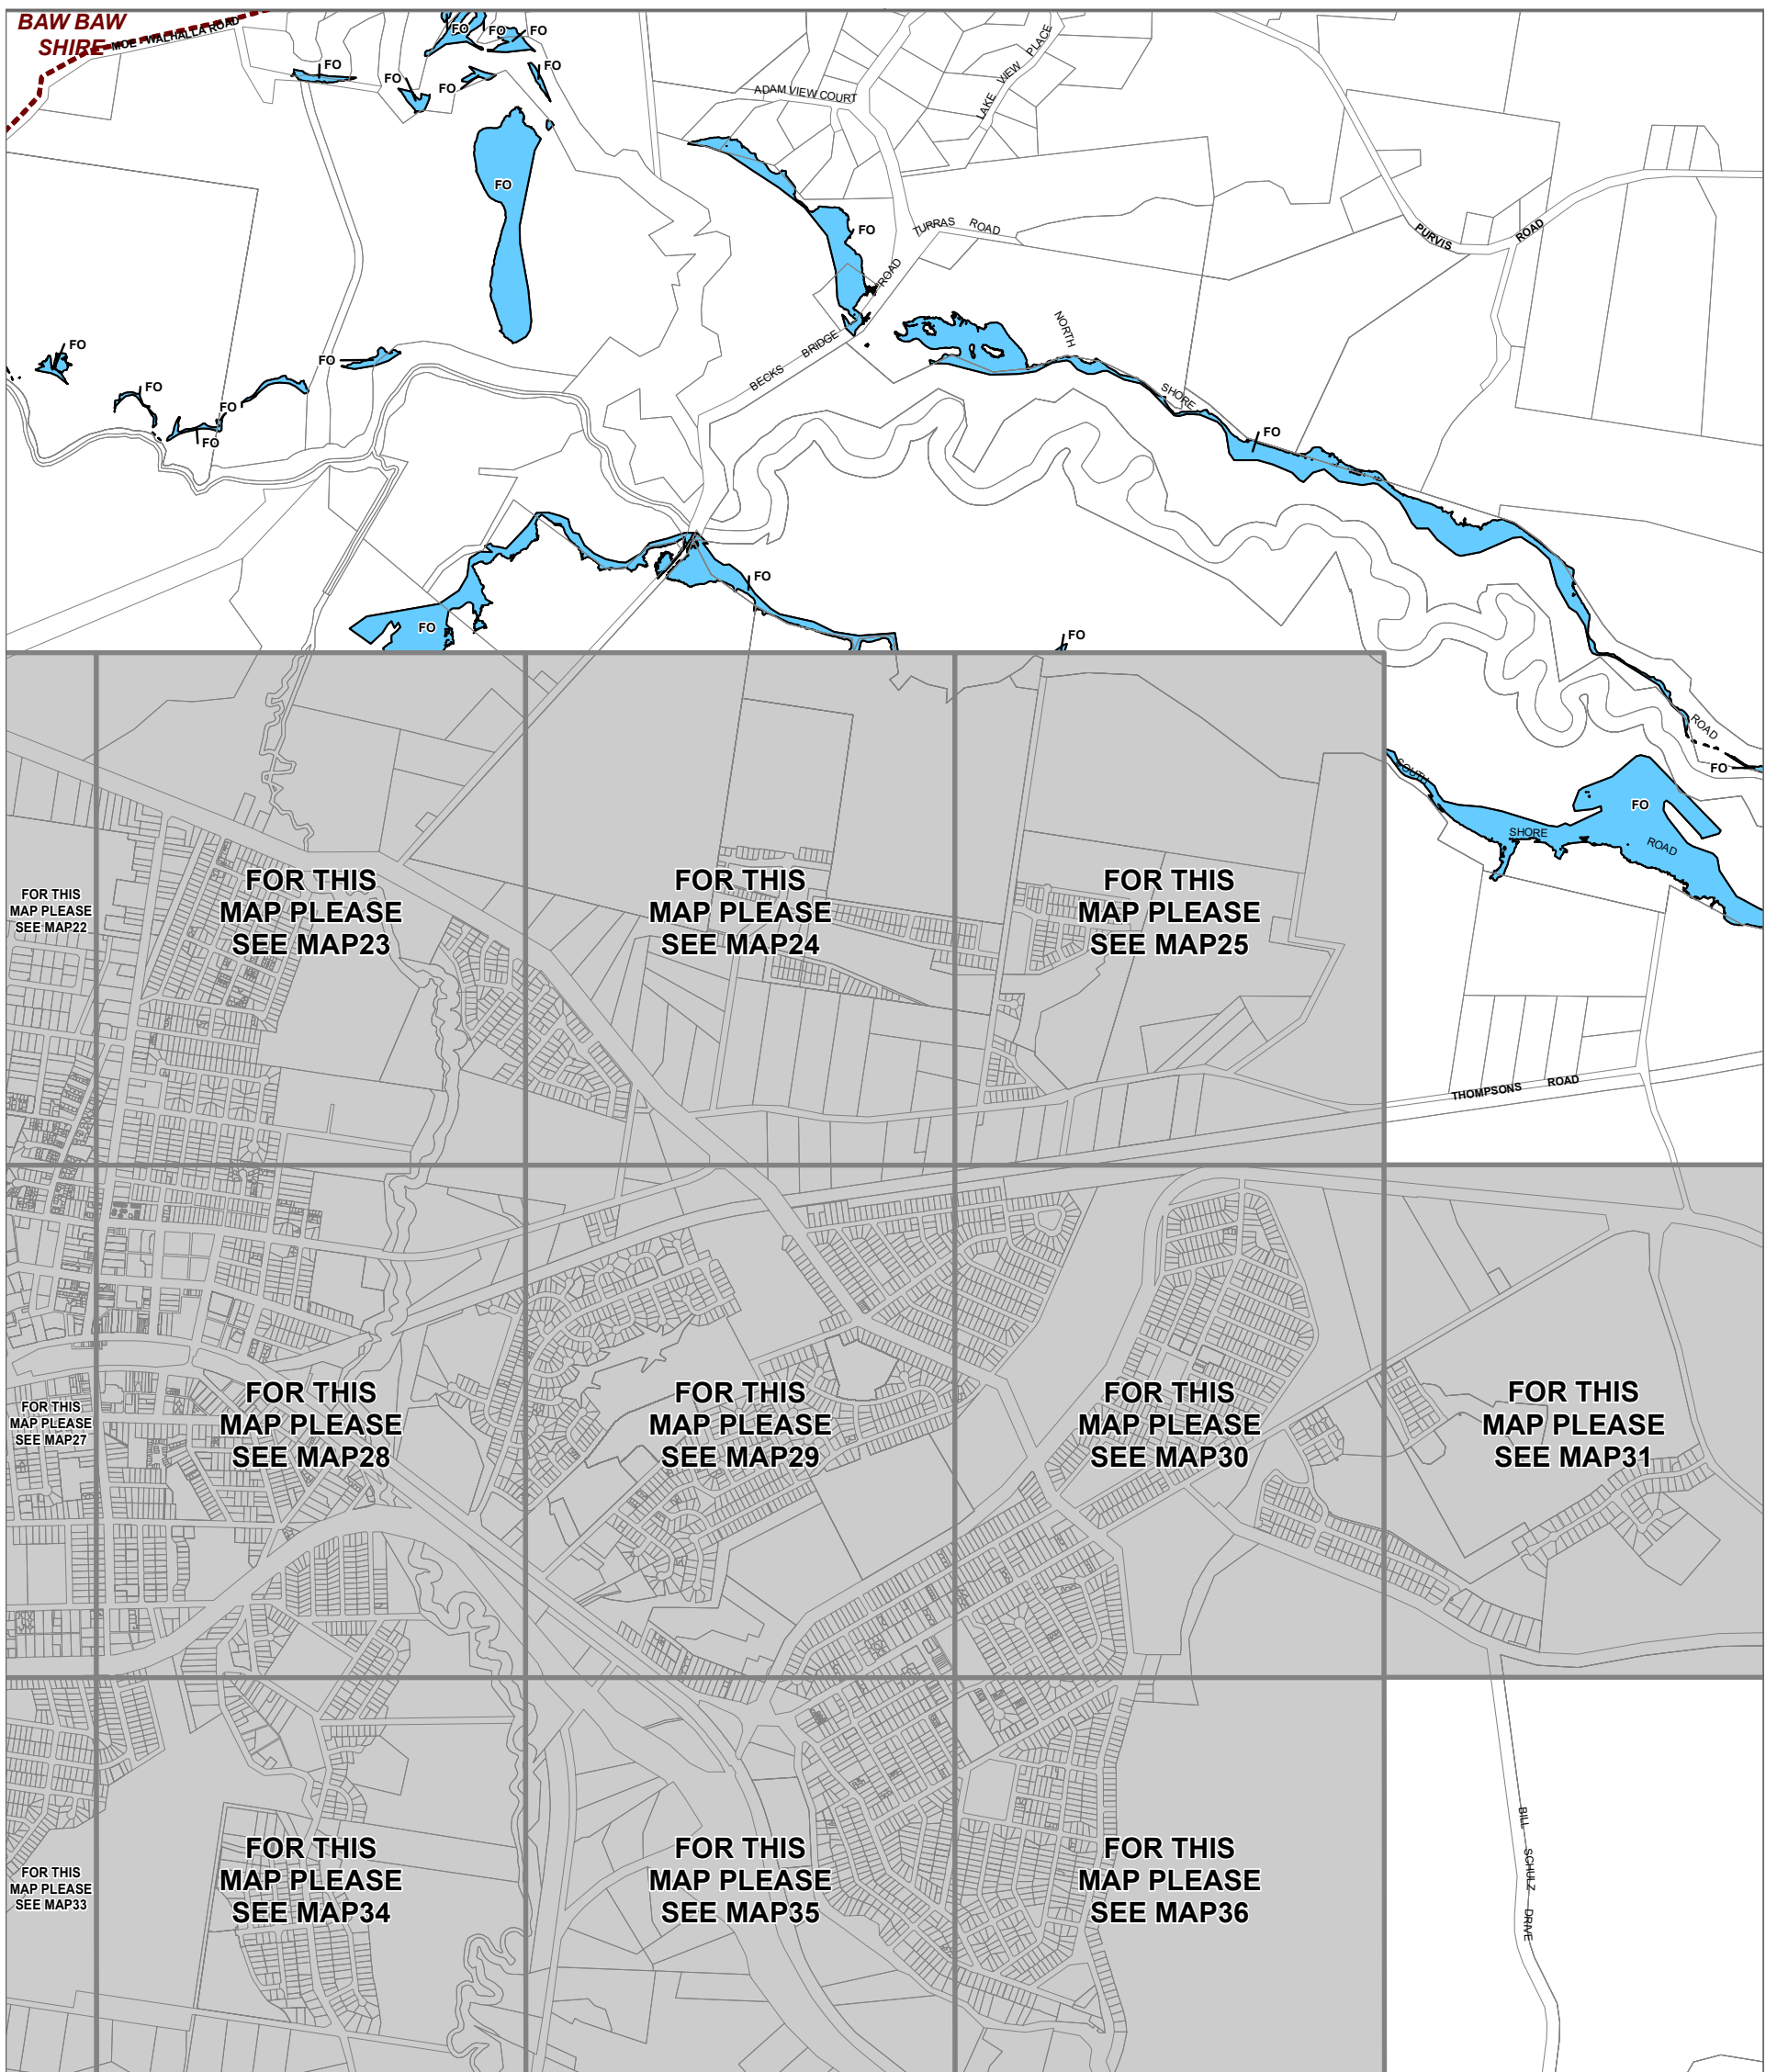 BAW BAW
SHIRE
MOE - WALHALLA ROAD
FO
FO
FO
FO
FO
FO
FO
LAKE VIEW PLACE
ADAM VIEW COURT
FO
FO
TURRAS ROAD
PURVIS ROAD
BECKS BRIDGE ROAD
NORTH SHORE ROAD
FO
FO
FO
FO
FO
FO
FO
FO
FO
FO
SOUTH SHORE ROAD
FO
FOR THIS
MAP PLEASE
SEE MAP22
FOR THIS
MAP PLEASE
SEE MAP23
FOR THIS
MAP PLEASE
SEE MAP24
FOR THIS
MAP PLEASE
SEE MAP25
THOMPSONS ROAD
FOR THIS
MAP PLEASE
SEE MAP27
FOR THIS
MAP PLEASE
SEE MAP28
FOR THIS
MAP PLEASE
SEE MAP29
FOR THIS
MAP PLEASE
SEE MAP30
FOR THIS
MAP PLEASE
SEE MAP31
FOR THIS
MAP PLEASE
SEE MAP33
FOR THIS
MAP PLEASE
SEE MAP34
FOR THIS
MAP PLEASE
SEE MAP35
FOR THIS
MAP PLEASE
SEE MAP36
BILL SCHULZ DRIVE